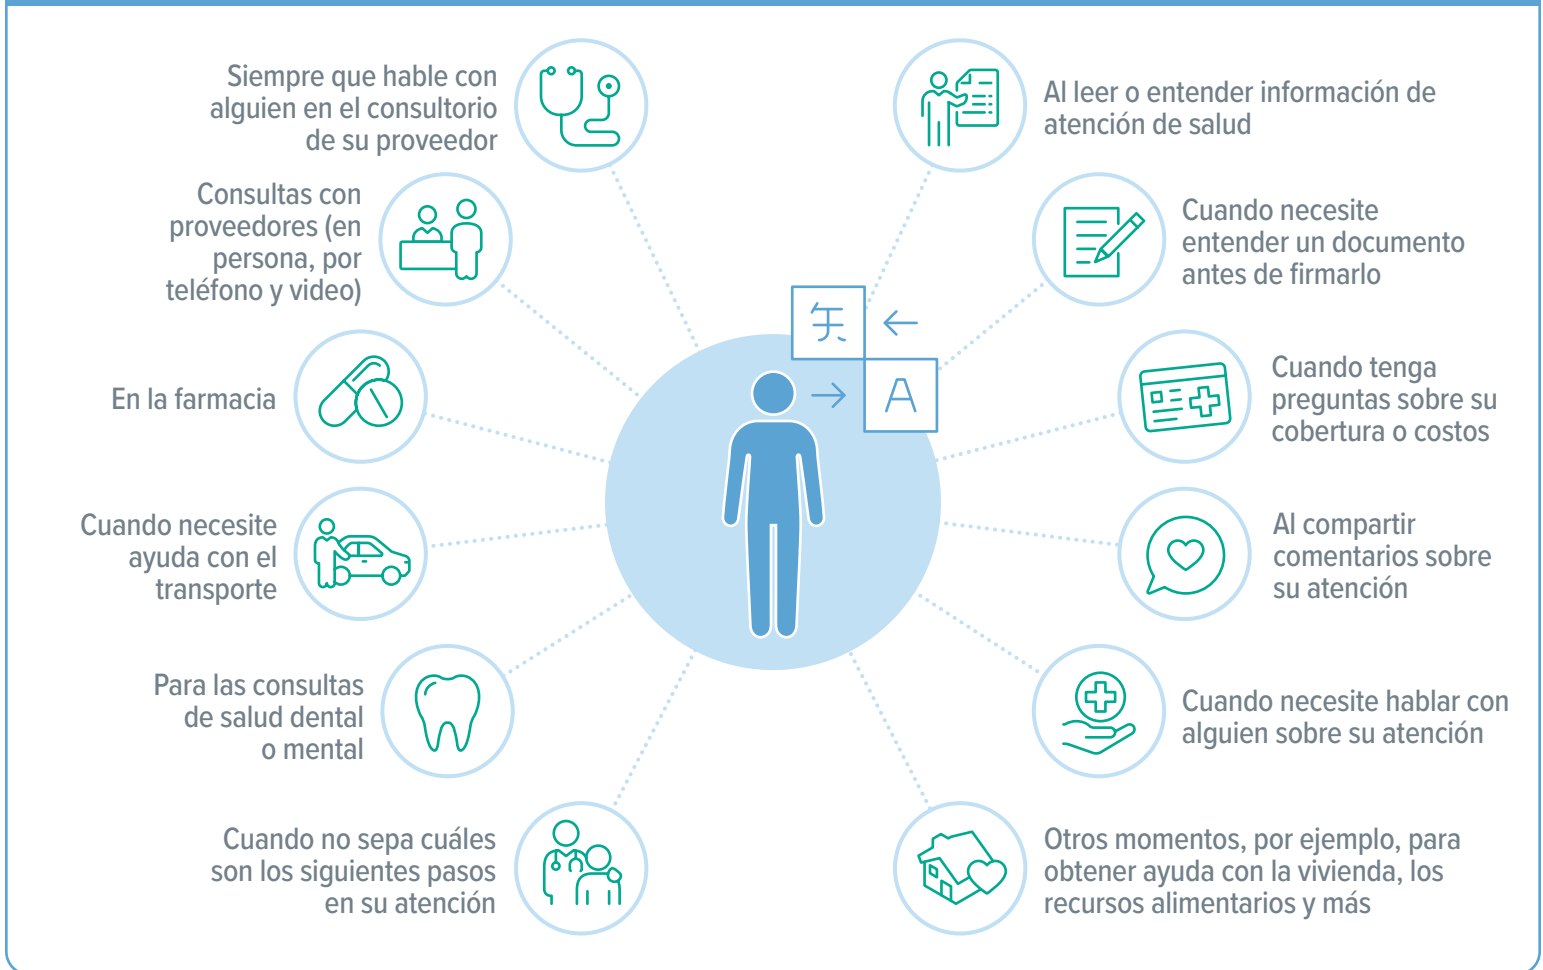 Siempre que hable con
alguien en el consultorio
de su proveedor
Consultas con
proveedores (en
persona, por
teléfono y video)
En la farmacia
Cuando necesite
ayuda con el
transporte
Para las consultas
de salud dental
o mental
Cuando no sepa cuáles
son los siguientes pasos
en su atención
Al leer o entender información de
atención de salud
Cuando necesite
entender un documento
antes de firmarlo
Cuando tenga
preguntas sobre su
cobertura o costos
Al compartir
comentarios sobre
su atención
Cuando necesite hablar con
alguien sobre su atención
Otros momentos, por ejemplo, para
obtener ayuda con la vivienda, los
recursos alimentarios y más
A